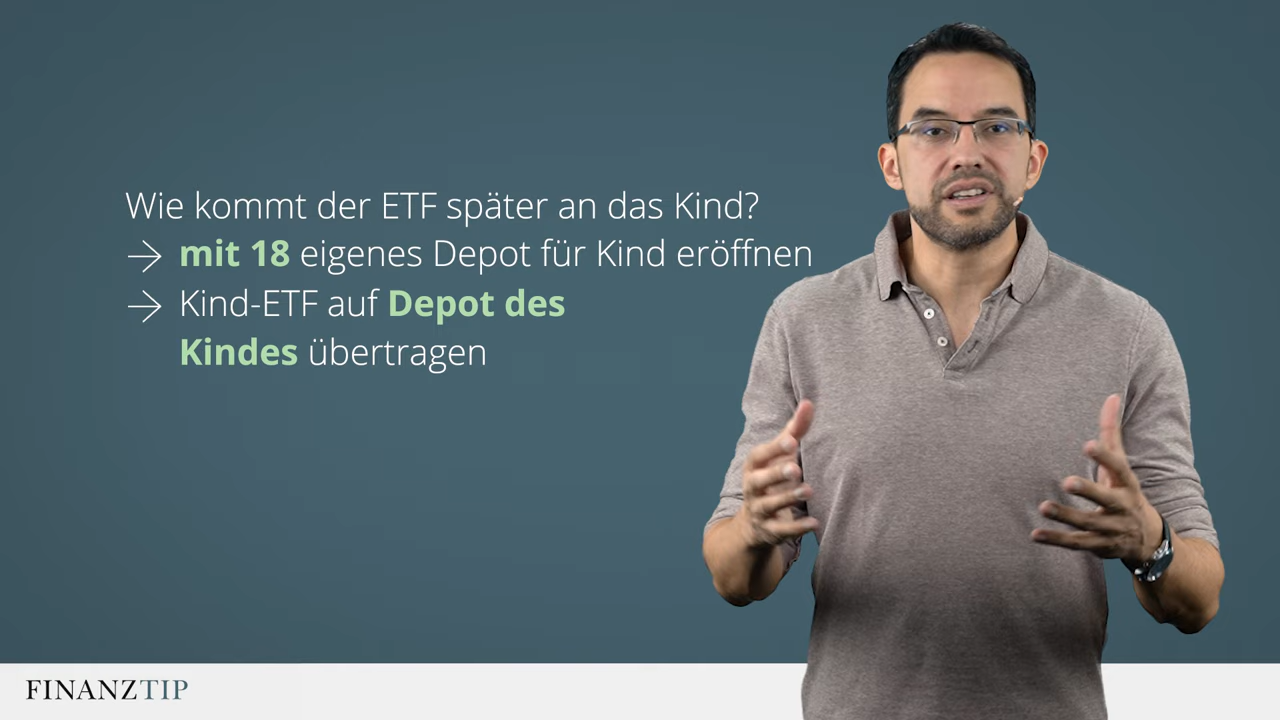 Wie kommt der ETF später an das Kind?
→ mit 18 eigenes Depot für Kind eröffnen
→ Kind-ETF auf Depot des
Kindes übertragen
FINANZTIP